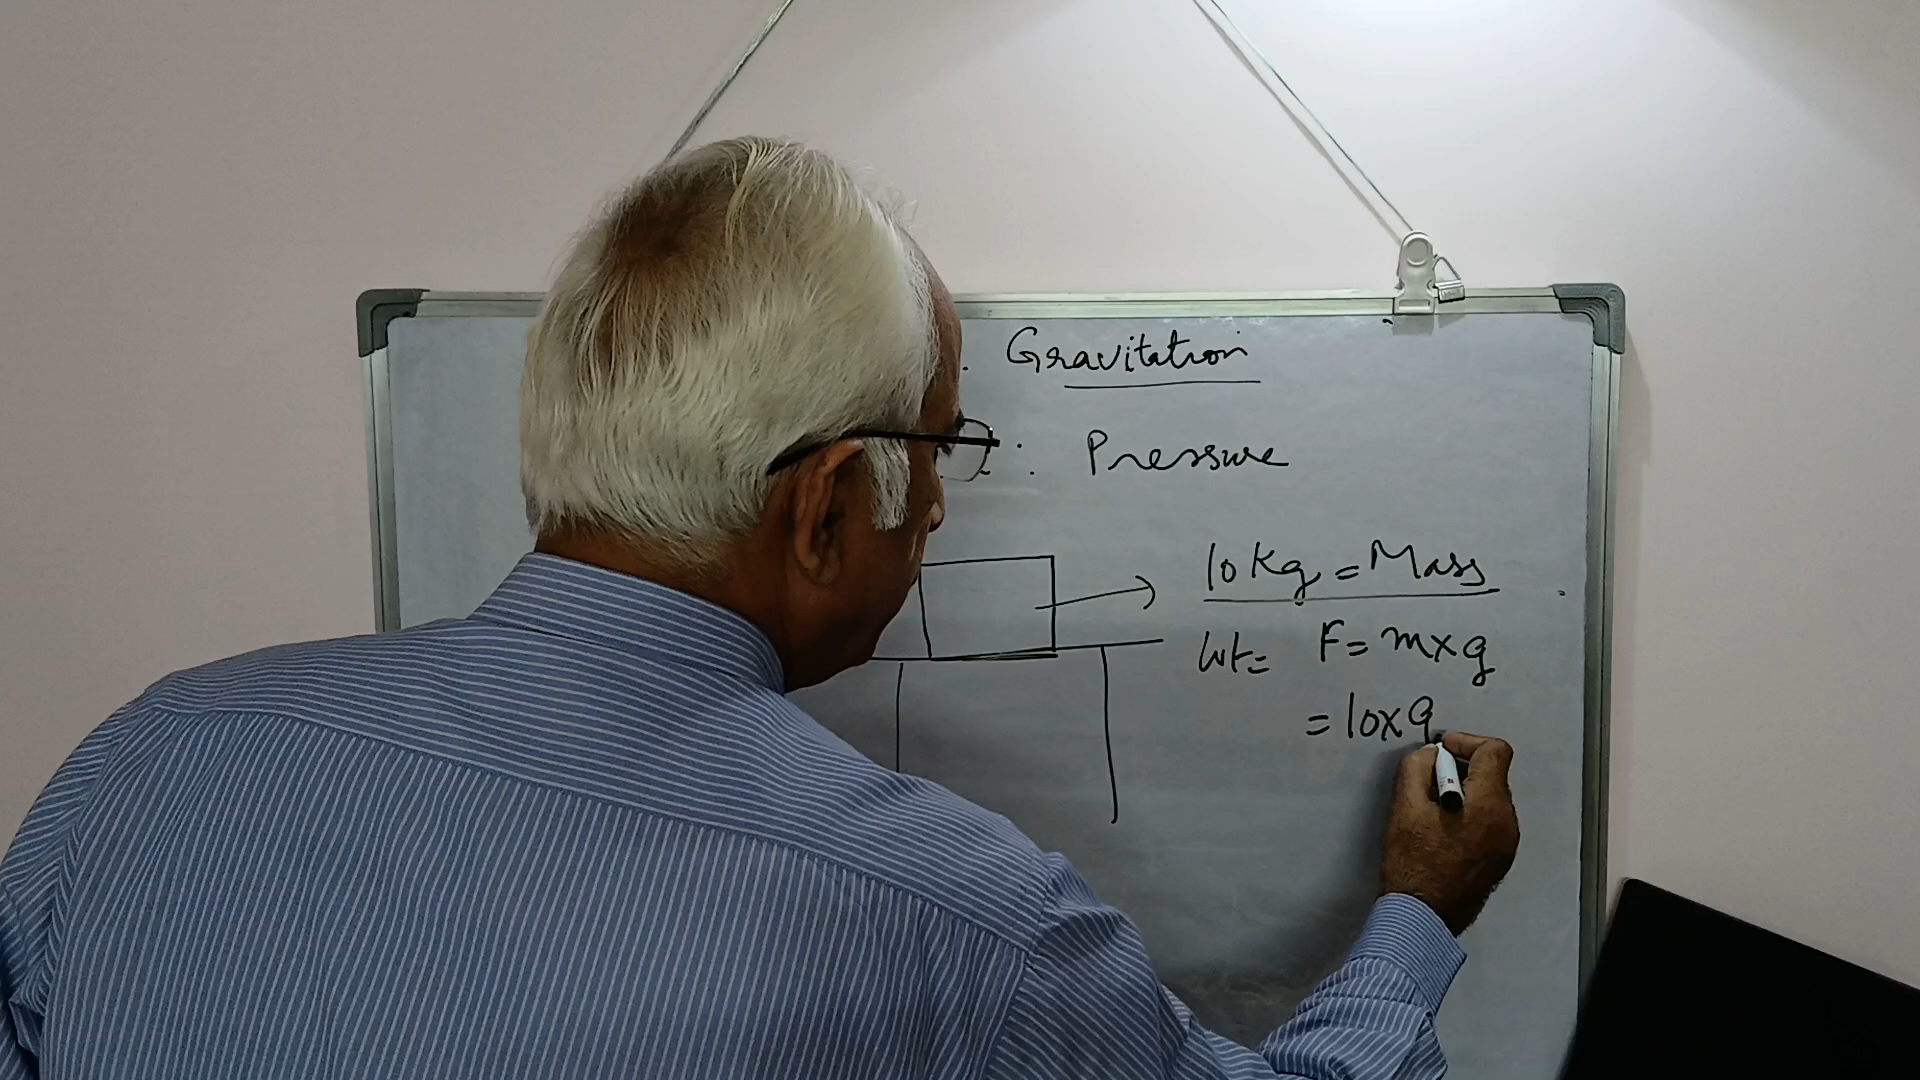 Gravitation
: Pressure
10 Kg = Mass
Wt = F = m x g
= 10 x 9